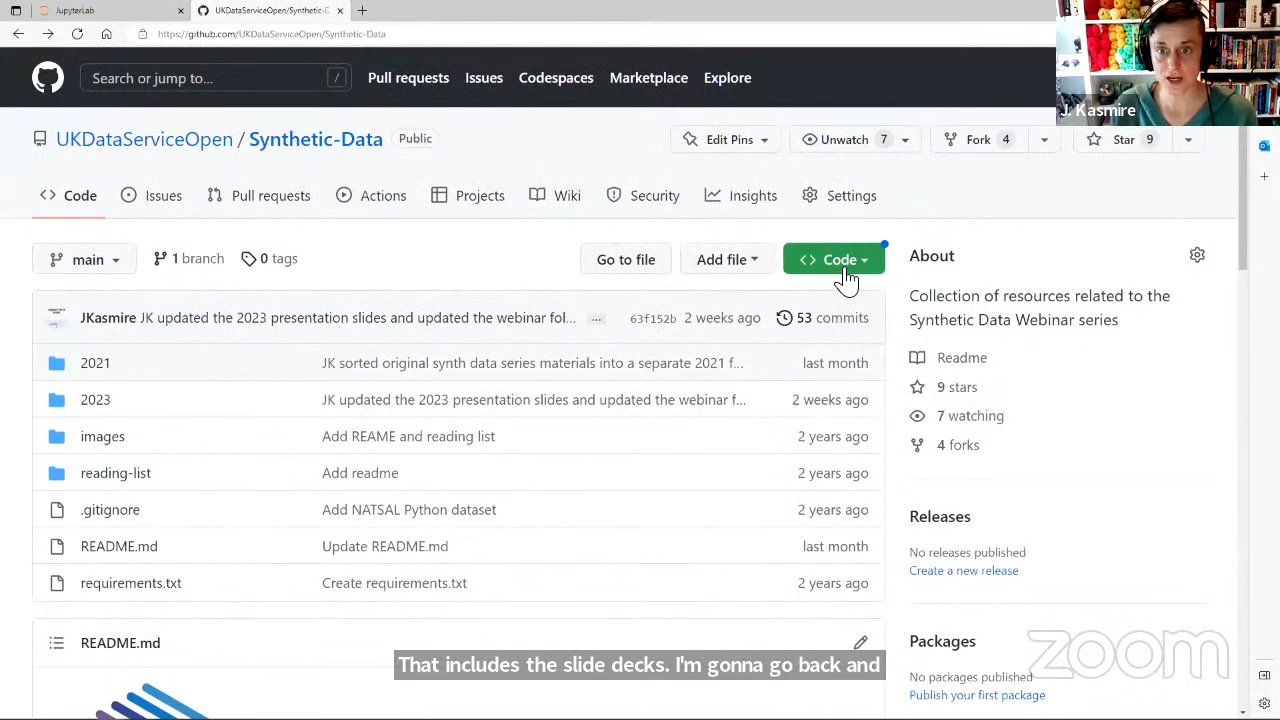 JupyterLab
UKDataServiceOpen/Synthetic-D
https://github.com/UKDataServiceOpen/Synthetic-Data
Search or jump to...
/
Pull requests
Issues
Codespaces
Marketplace
Explore
J. Kasmire
UKDataServiceOpen / Synthetic-Data
Public
Edit Pins
Unwatch 7
Fork 4
Star 9
Code
Issues
Pull requests
Actions
Projects
Wiki
Security
Insights
Settings
main
1 branch
0 tags
Go to file
Add file
Code
JKasmire JK updated the 2023 presentation slides and updated the webinar fol... ... 63f152b 2 weeks ago 53 commits
2021 JK sorted original synth data series materials into a separate 2021 f... last month
2023 JK updated the 2023 presentation slides and updated the webinar f... 2 weeks ago
images Add REAME and reading list 2 years ago
reading-list Add readme 2 years ago
.gitignore Add NATSAL Python dataset 2 years ago
README.md Update README.md last month
requirements.txt Create requirements.txt 2 years ago
README.md
About
Collection of resources related to the
Synthetic Data Webinar series
Readme
9 stars
7 watching
4 forks
Releases
No releases published
Create a new release
Packages
No packages published
Publish your first package
That includes the slide decks. I'm gonna go back and
zoom